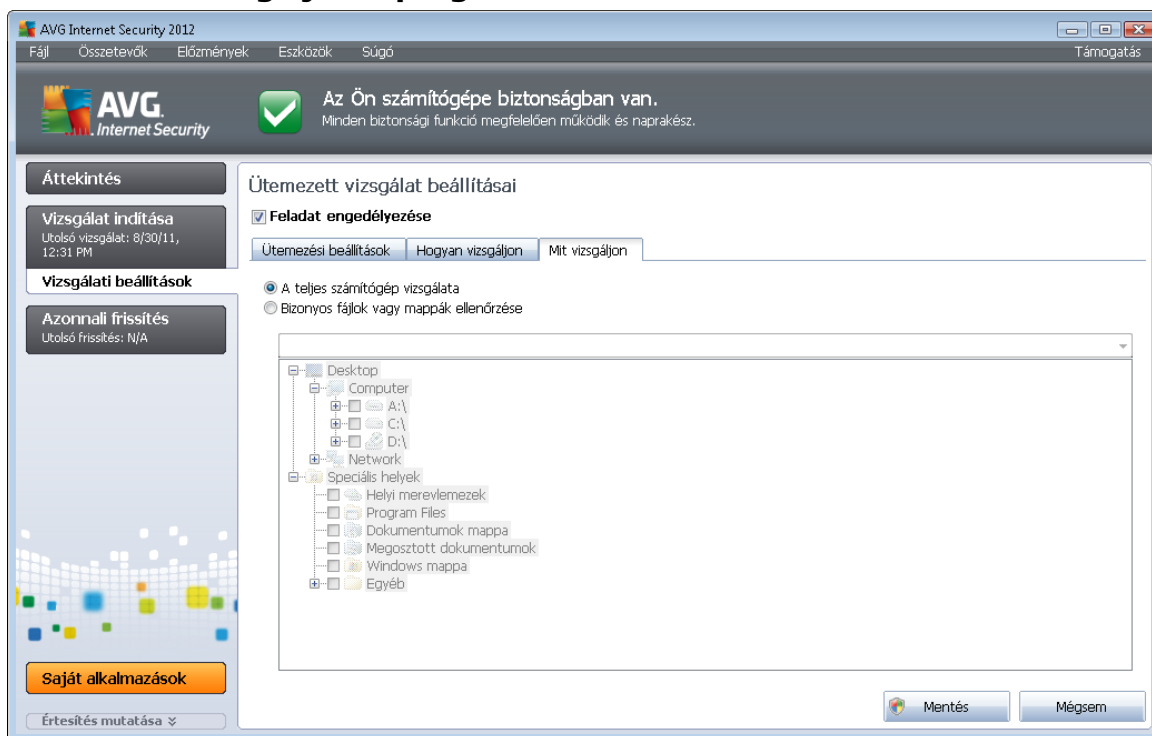 AVG Internet Security 2012
Fájl Összetevők Előzmények Eszközök Súgó Támogatás
AVG.
Internet Security
Az Ön számítógépe biztonságban van.
Minden biztonsági funkció megfelelően működik és naprakész.
Áttekintés
Vizsgálat indítása
Utolsó vizsgálat: 8/30/11,
12:31 PM
Vizsgálati beállítások
Azonnali frissítés
Utolsó frissítés: N/A
Saját alkalmazások
Értesítés mutatása
Ütemezett vizsgálat beállításai
Feladat engedélyezése
Ütemezési beállítások Hogyan vizsgáljon Mit vizsgáljon
A teljes számítógép vizsgálata
Bizonyos fájlok vagy mappák ellenőrzése
Desktop
Computer
A:\
C:\
D:\
Network
Speciális helyek
Helyi merevlemezek
Program Files
Dokumentumok mappa
Megosztott dokumentumok
Windows mappa
Egyéb
Mentés Mégsem